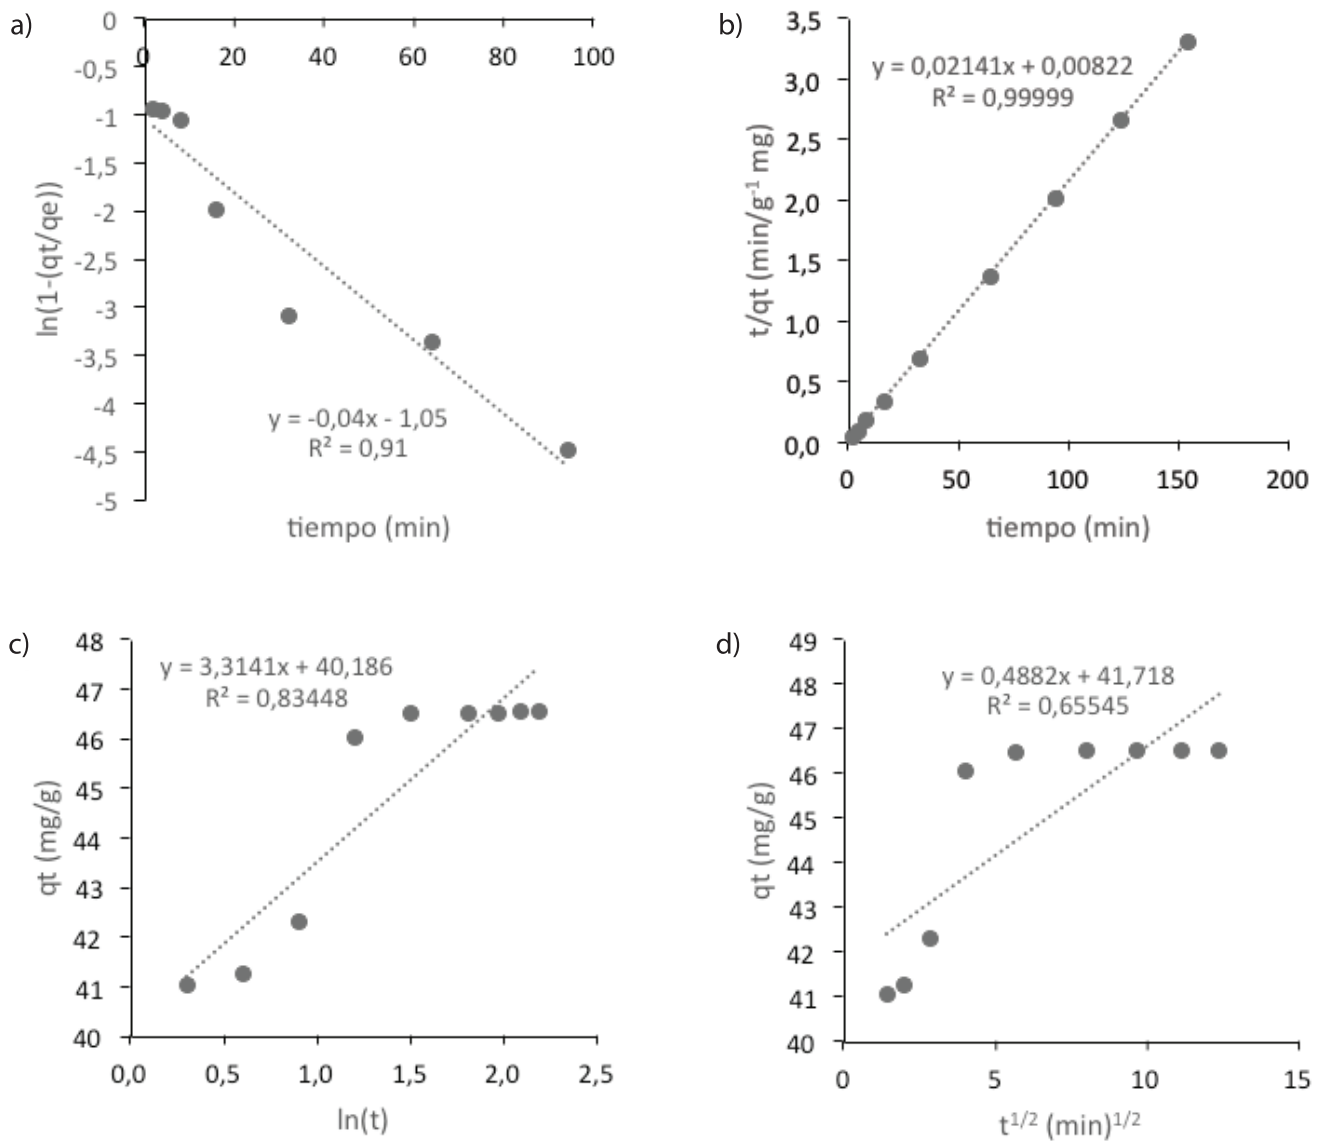 a)
0
0 20 40 60 80 100
-0,5
-1
-1,5
-2
-2,5
-3
-3,5
-4
-4,5
-5
ln(1-(qt/qe))
y = -0,04x - 1,05
R² = 0,91
tiempo (min)
b)
3,5
3,0
2,5
2,0
1,5
1,0
0,5
0,0
t/qt (min/g⁻¹ mg)
y = 0,02141x + 0,00822
R² = 0,99999
0 50 100 150 200
tiempo (min)
c)
48
47
46
45
44
43
42
41
40
qt (mg/g)
y = 3,3141x + 40,186
R² = 0,83448
0,0 0,5 1,0 1,5 2,0 2,5
ln(t)
d)
49
48
47
46
45
44
43
42
41
40
qt (mg/g)
y = 0,4882x + 41,718
R² = 0,65545
0 5 10 15
t¹/² (min)¹/²